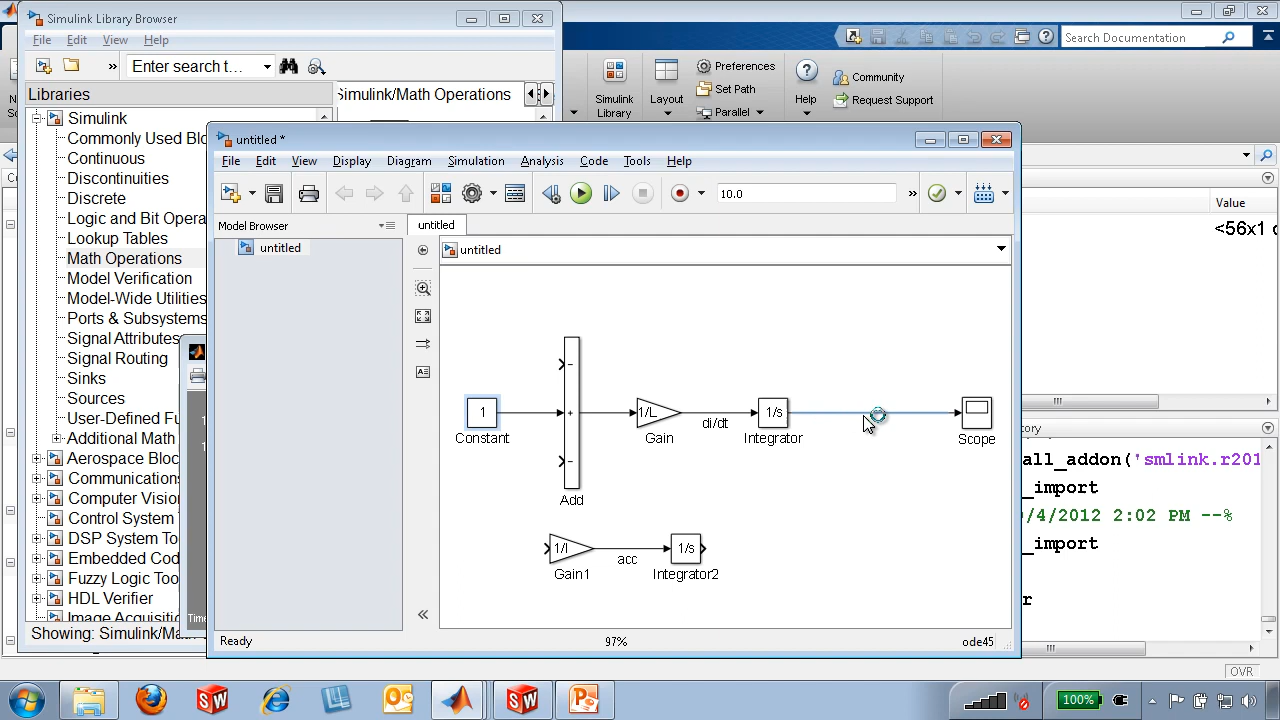 Simulink Library Browser
File Edit View Help
Enter search t...
Libraries
Simulink/Math Operations
Simulink
Commonly Used Blo
Continuous
Discontinuities
Discrete
Logic and Bit Opera
Lookup Tables
Math Operations
Model Verification
Model-Wide Utilities
Ports & Subsystems
Signal Attributes
Signal Routing
Sinks
Sources
User-Defined Fu
Additional Math
Aerospace Bloc
Communications
Computer Vision
Control System
DSP System To
Embedded Cod
Fuzzy Logic Too
HDL Verifier
Image Acquisitio
Showing: Simulink/Ma
Time
untitled *
File Edit View Display Diagram Simulation Analysis Code Tools Help
10.0
Model Browser
untitled
untitled
untitled
1
Constant
Add
1/L
Gain
di/dt
1/s
Integrator
Scope
1/I
Gain1
acc
1/s
Integrator2
Ready
97%
ode45
Search Documentation
Simulink
Library
Layout
Preferences
Set Path
Parallel
Help
Community
Request Support
Value
<56x1
tory
all_addon('smlink.r201
_import
0/4/2012 2:02 PM --%
_import
r
OVR
100%